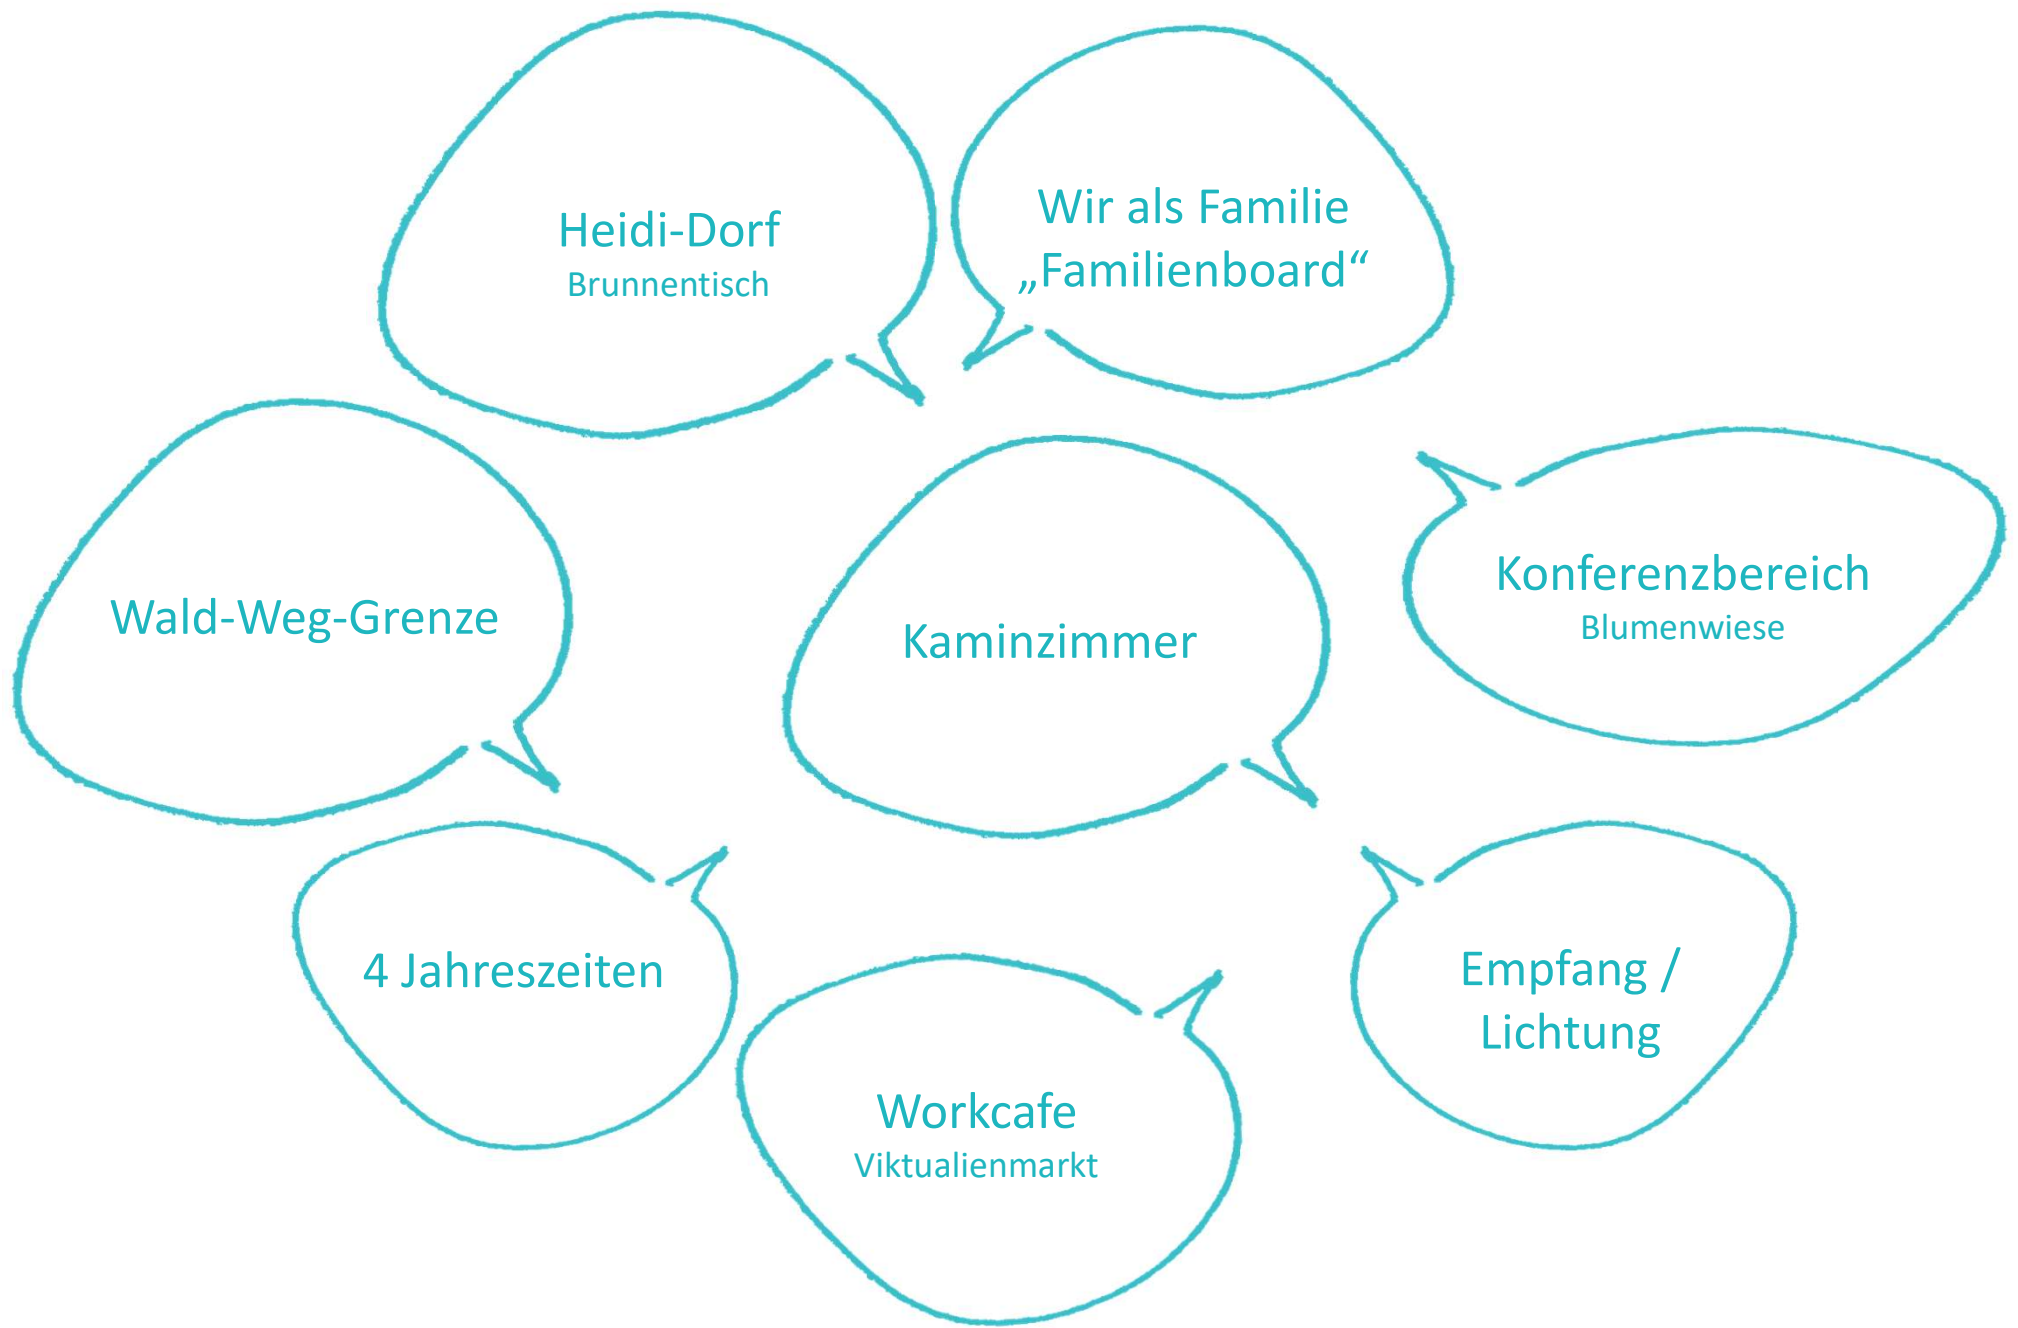 Heidi-Dorf
Brunnentisch
Wir als Familie
„Familienboard“
Wald-Weg-Grenze
Kaminzimmer
Konferenzbereich
Blumenwiese
4 Jahreszeiten
Workcafe
Viktualienmarkt
Empfang /
Lichtung